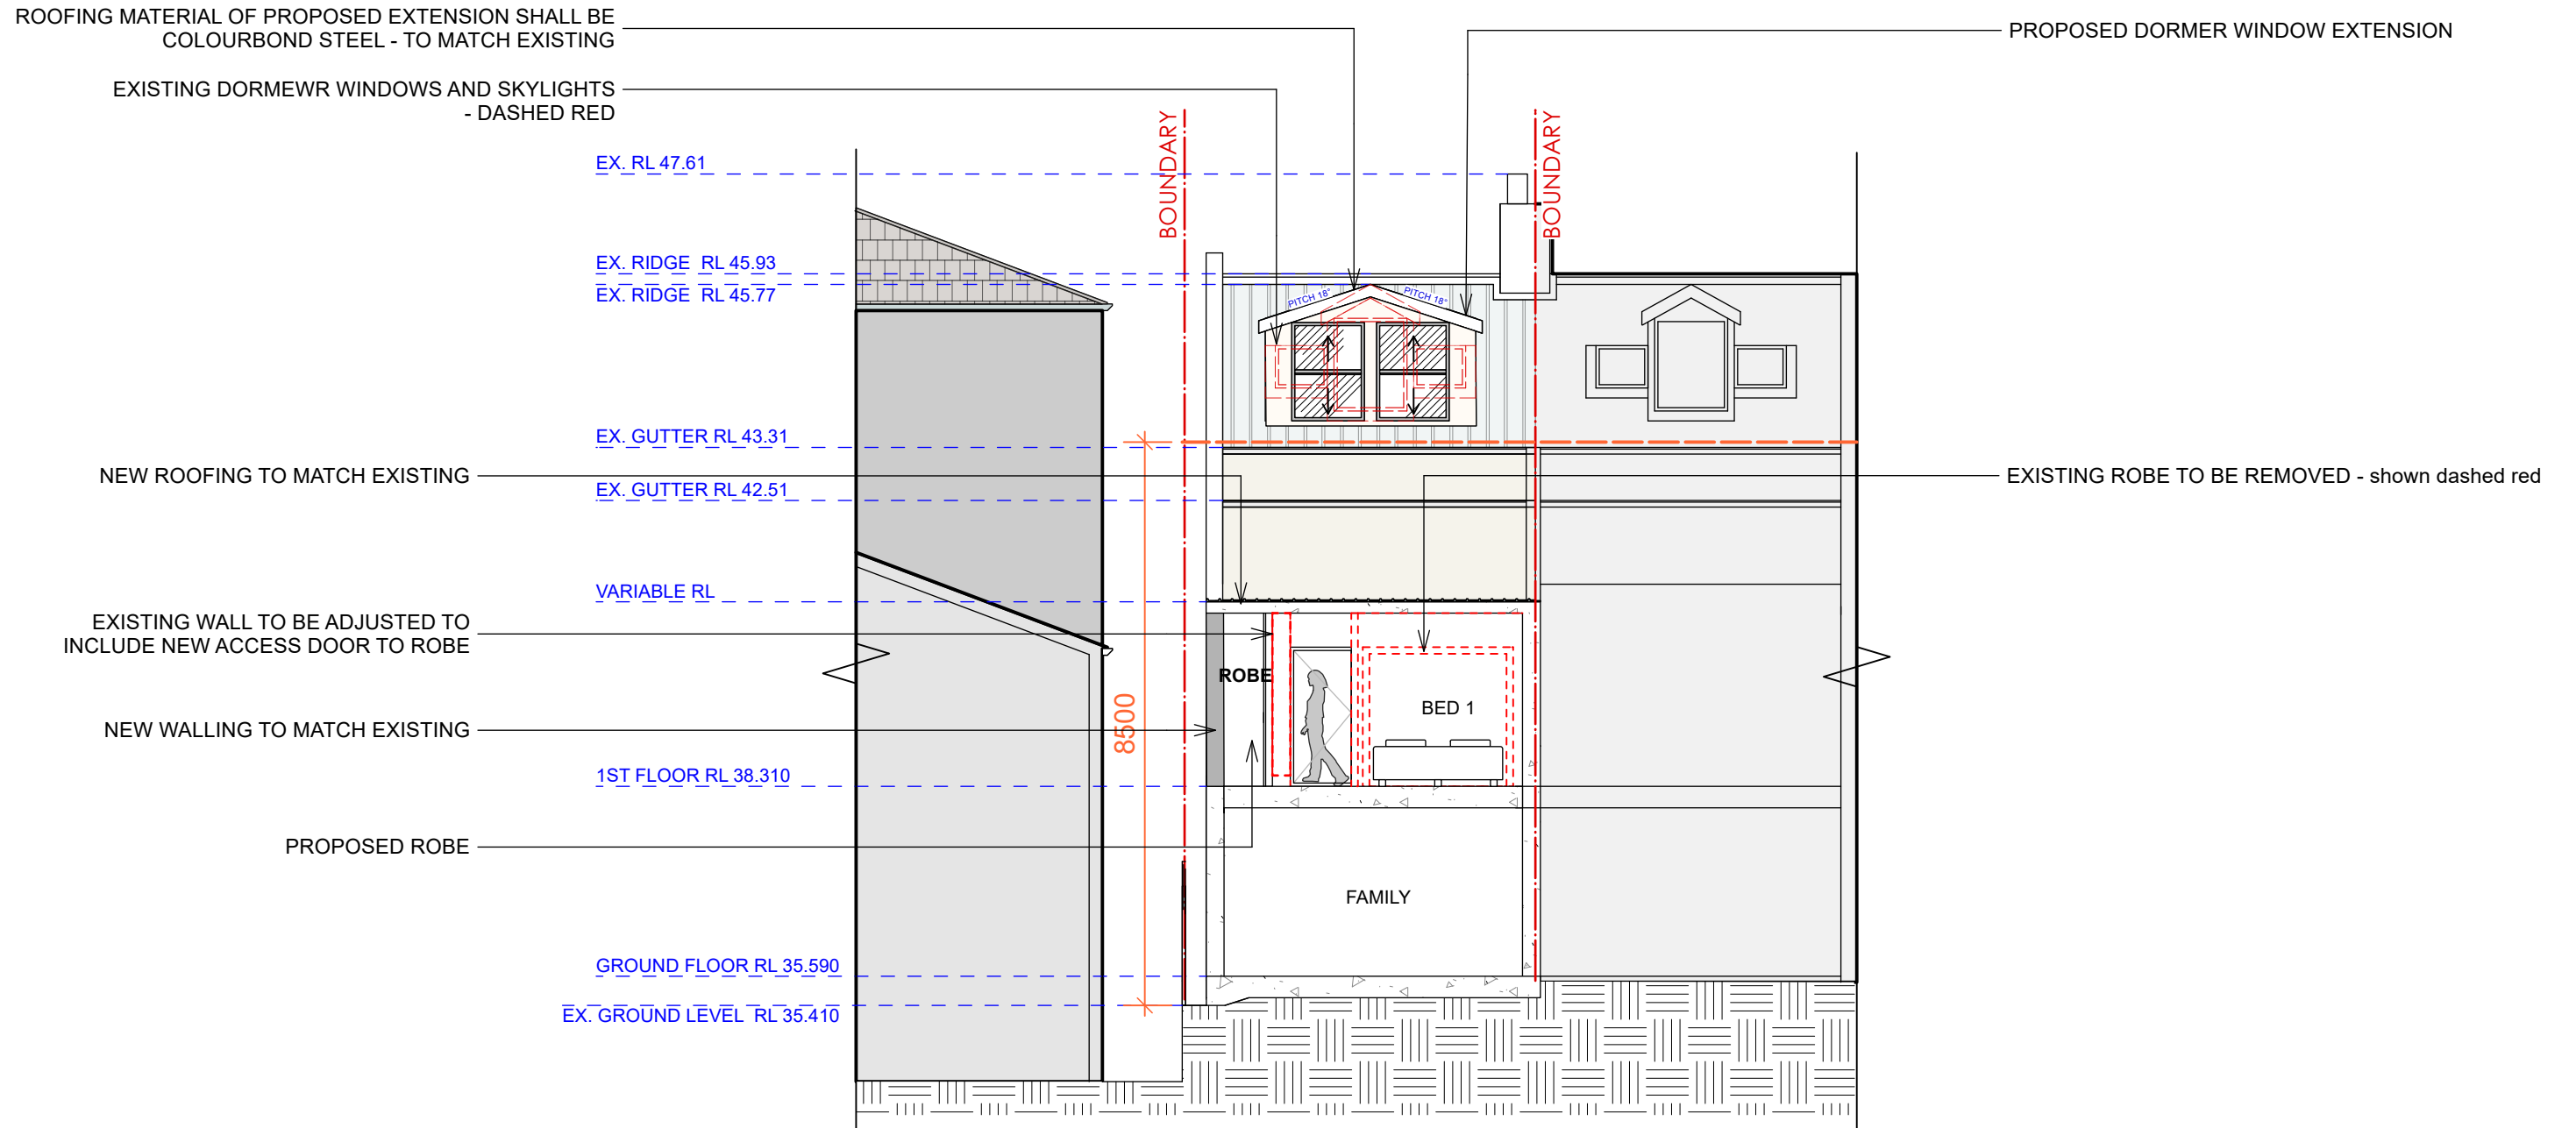 ROOFING MATERIAL OF PROPOSED EXTENSION SHALL BE
COLOURBOND STEEL - TO MATCH EXISTING
PROPOSED DORMER WINDOW EXTENSION
EXISTING DORMEWR WINDOWS AND SKYLIGHTS
- DASHED RED
BOUNDARY
BOUNDARY
EX. RL 47.61
EX. RIDGE RL 45.93
EX. RIDGE RL 45.77
PITCH 18°
PITCH 18°
EX. GUTTER RL 43.31
NEW ROOFING TO MATCH EXISTING
EXISTING ROBE TO BE REMOVED - shown dashed red
EX. GUTTER RL 42.51
VARIABLE RL
EXISTING WALL TO BE ADJUSTED TO
INCLUDE NEW ACCESS DOOR TO ROBE
ROBE
BED 1
8500
NEW WALLING TO MATCH EXISTING
1ST FLOOR RL 38.310
PROPOSED ROBE
FAMILY
GROUND FLOOR RL 35.590
EX. GROUND LEVEL RL 35.410